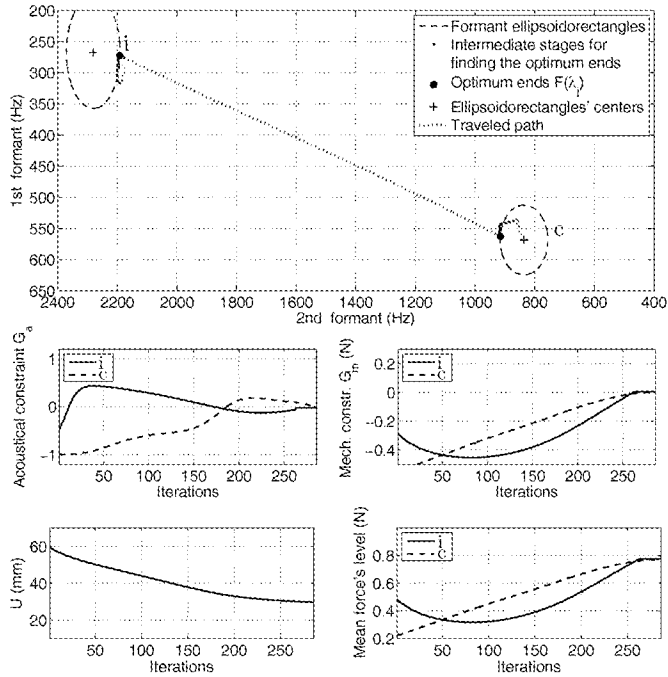 200
250
300
350
400
450
500
550
600
650
1st formant (Hz)
i
Formant ellipsoidorectangles
Intermediate stages for
finding the optimum ends
Optimum ends F(λi)
Ellipsoidorectangles' centers
Traveled path
2400 2200 2000 1800 1600 1400 1200 1000 800 600 400
2nd formant (Hz)
Acoustical constraint Ga
1
0
−1
i
50 100 150 200 250
Iterations
Mech. constr. Gm (N)
0.2
0
−0.2
−0.4
i
50 100 150 200 250
Iterations
U (mm)
60
40
20
50 100 150 200 250
Iterations
Mean force's level (N)
0.8
0.6
0.4
0.2
i
50 100 150 200 250
Iterations